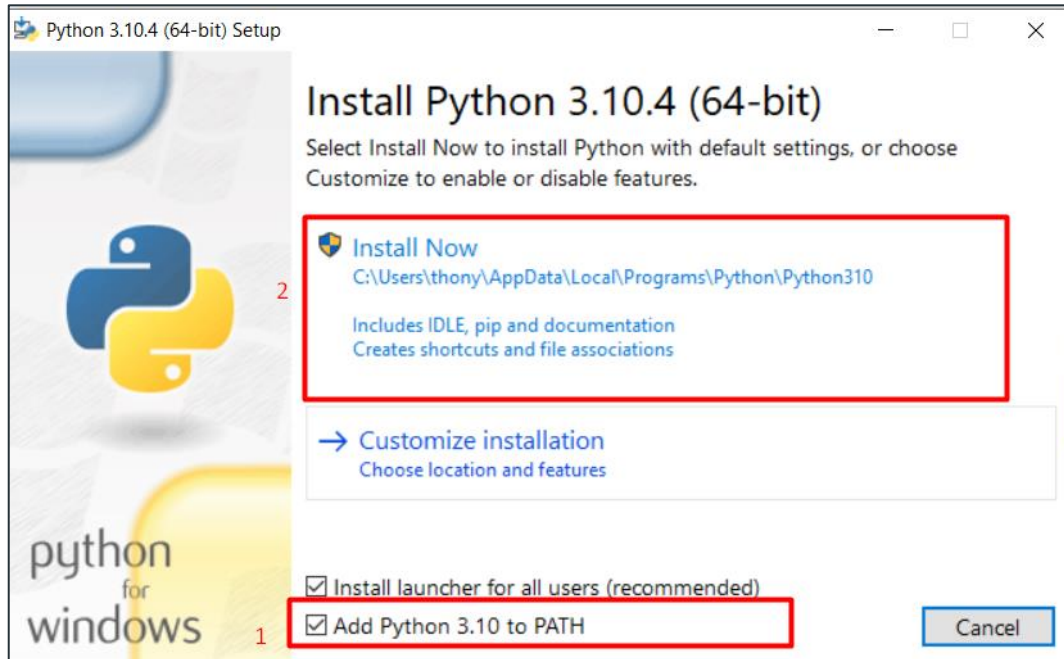 Python 3.10.4 (64-bit) Setup
Install Python 3.10.4 (64-bit)
Select Install Now to install Python with default settings, or choose
Customize to enable or disable features.
Install Now
C:\Users\thony\AppData\Local\Programs\Python\Python310
2
Includes IDLE, pip and documentation
Creates shortcuts and file associations
Customize installation
Choose location and features
python
for
windows
Install launcher for all users (recommended)
1
Add Python 3.10 to PATH
Cancel